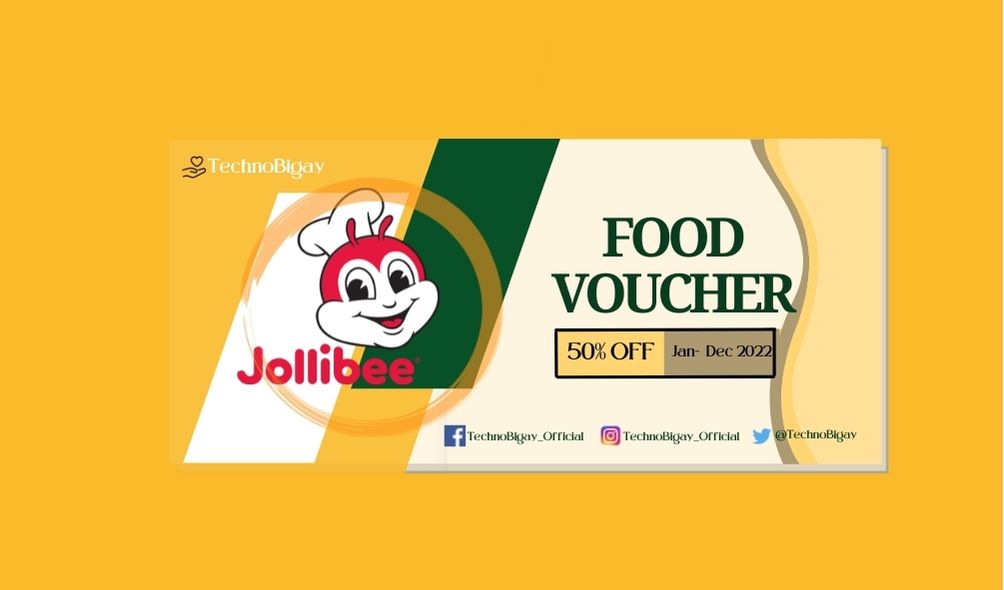 TechnoBigay
Jollibee
FOOD
VOUCHER
50% OFF
Jan- Dec 2022
TechnoBigay_Official
TechnoBigay_Official
@TechnoBigay